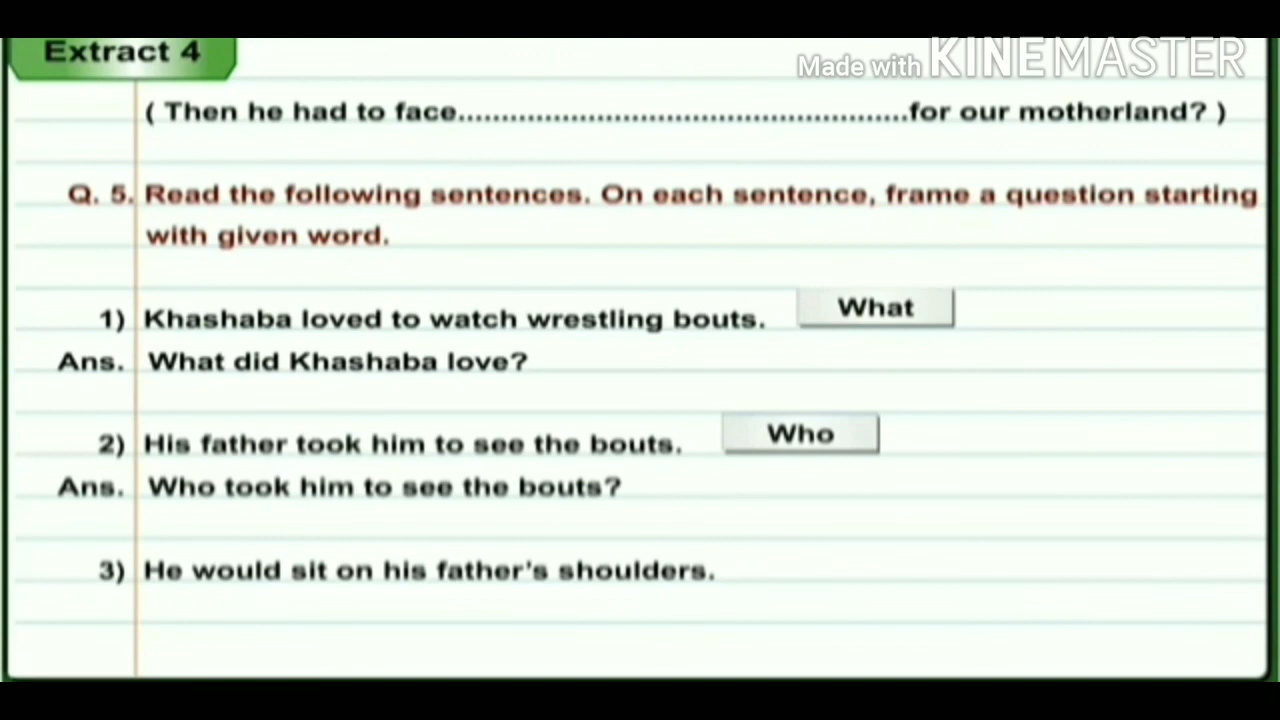 Extract 4
Made with KINEMASTER
( Then he had to face....................................................for our motherland? )
Q. 5. Read the following sentences. On each sentence, frame a question starting
with given word.
1) Khashaba loved to watch wrestling bouts. What
Ans. What did Khashaba love?
2) His father took him to see the bouts. Who
Ans. Who took him to see the bouts?
3) He would sit on his father's shoulders.